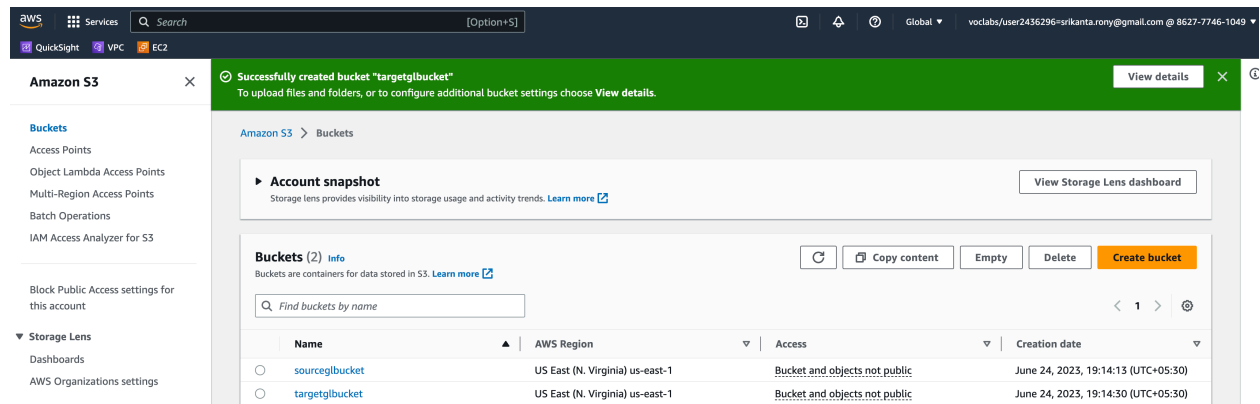 aws Services Search [Option+S] Global voclabs/user2436296=srikanta.rony@gmail.com @ 8627-7746-1049
QuickSight VPC EC2
Amazon S3
Buckets
Access Points
Object Lambda Access Points
Multi-Region Access Points
Batch Operations
IAM Access Analyzer for S3
Block Public Access settings for
this account
Storage Lens
Dashboards
AWS Organizations settings
Successfully created bucket "targetglbucket"
To upload files and folders, or to configure additional bucket settings choose View details.
View details
Amazon S3 > Buckets
Account snapshot
Storage lens provides visibility into storage usage and activity trends. Learn more
View Storage Lens dashboard
Buckets (2) Info
Buckets are containers for data stored in S3. Learn more
Copy content Empty Delete Create bucket
Find buckets by name
1
Name AWS Region Access Creation date
sourceglbucket US East (N. Virginia) us-east-1 Bucket and objects not public June 24, 2023, 19:14:13 (UTC+05:30)
targetglbucket US East (N. Virginia) us-east-1 Bucket and objects not public June 24, 2023, 19:14:30 (UTC+05:30)